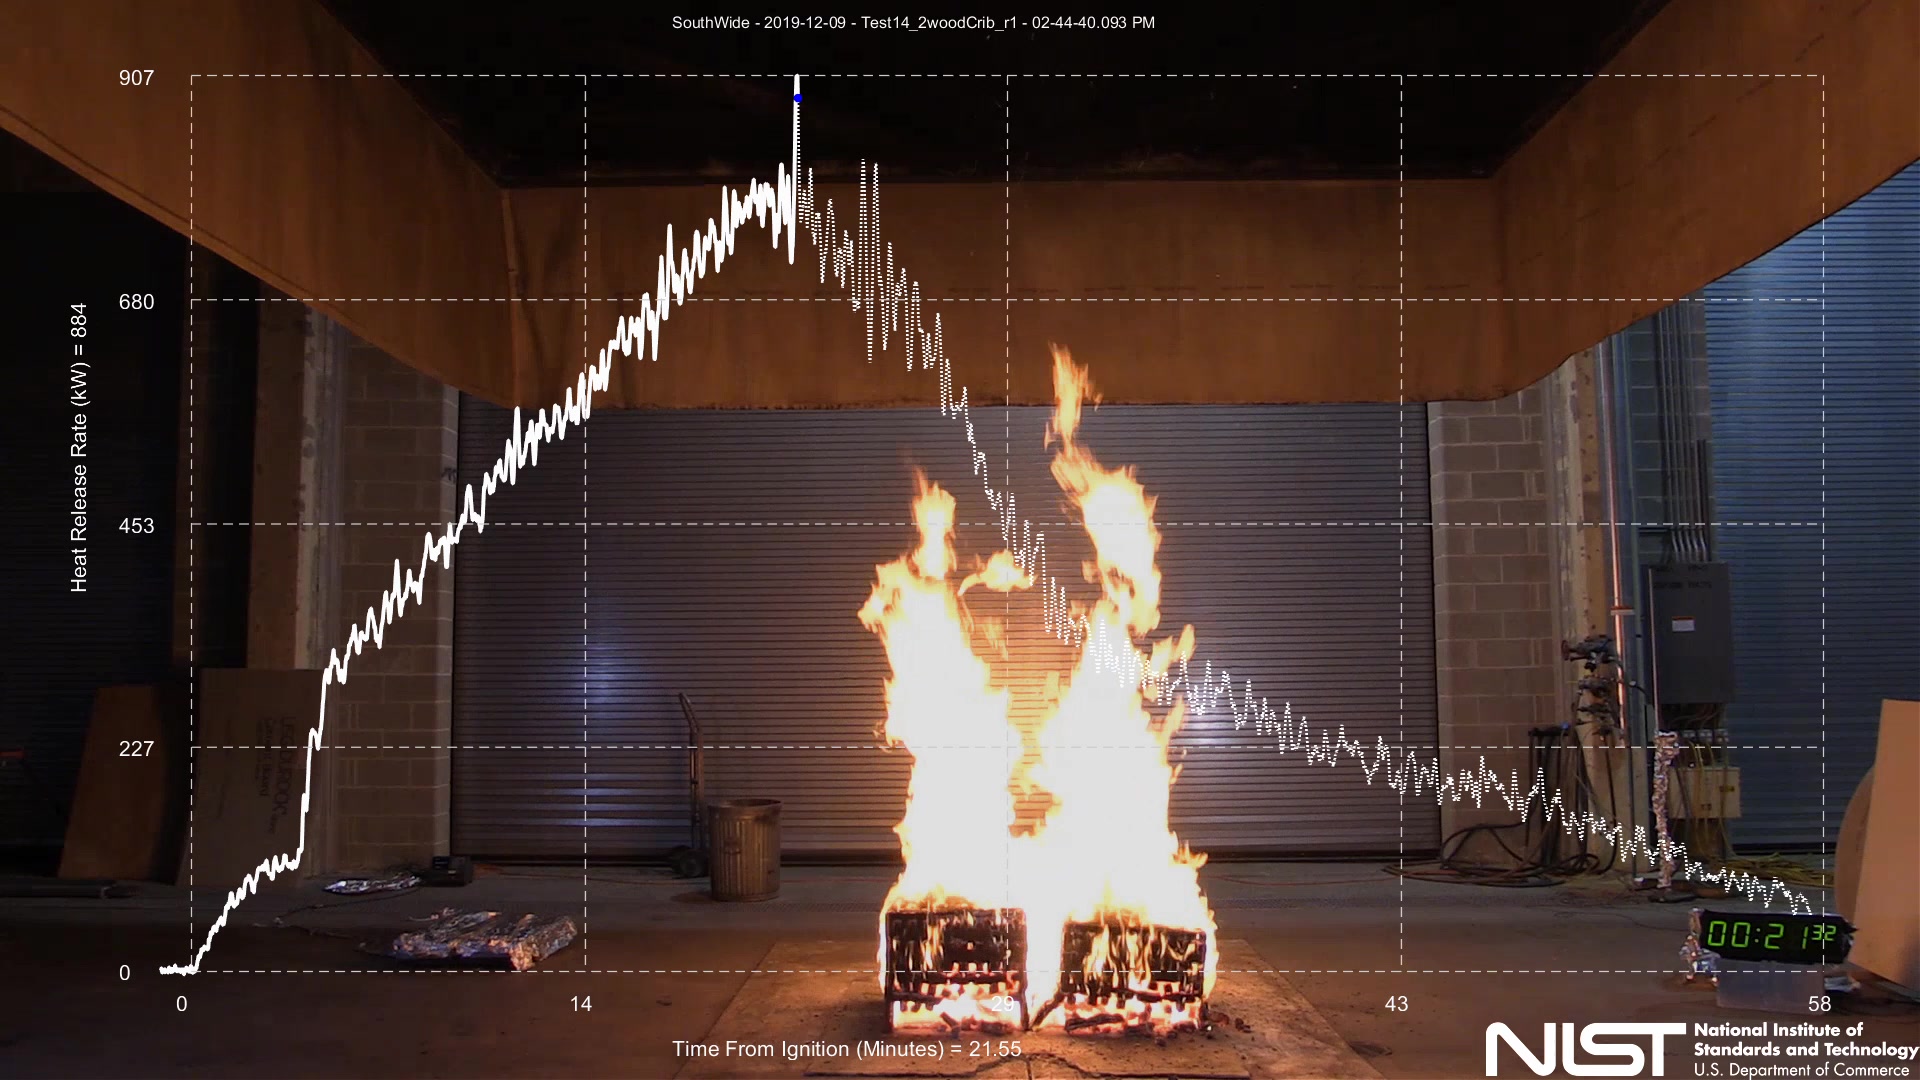 SouthWide - 2019-12-09 - Test14_2woodCrib_r1 - 02-44-40.093 PM
907
680
453
227
0
Heat Release Rate (kW) = 884
0
14
29
43
58
Time From Ignition (Minutes) = 21.55
00:21 32
NIST
National Institute of
Standards and Technology
U.S. Department of Commerce